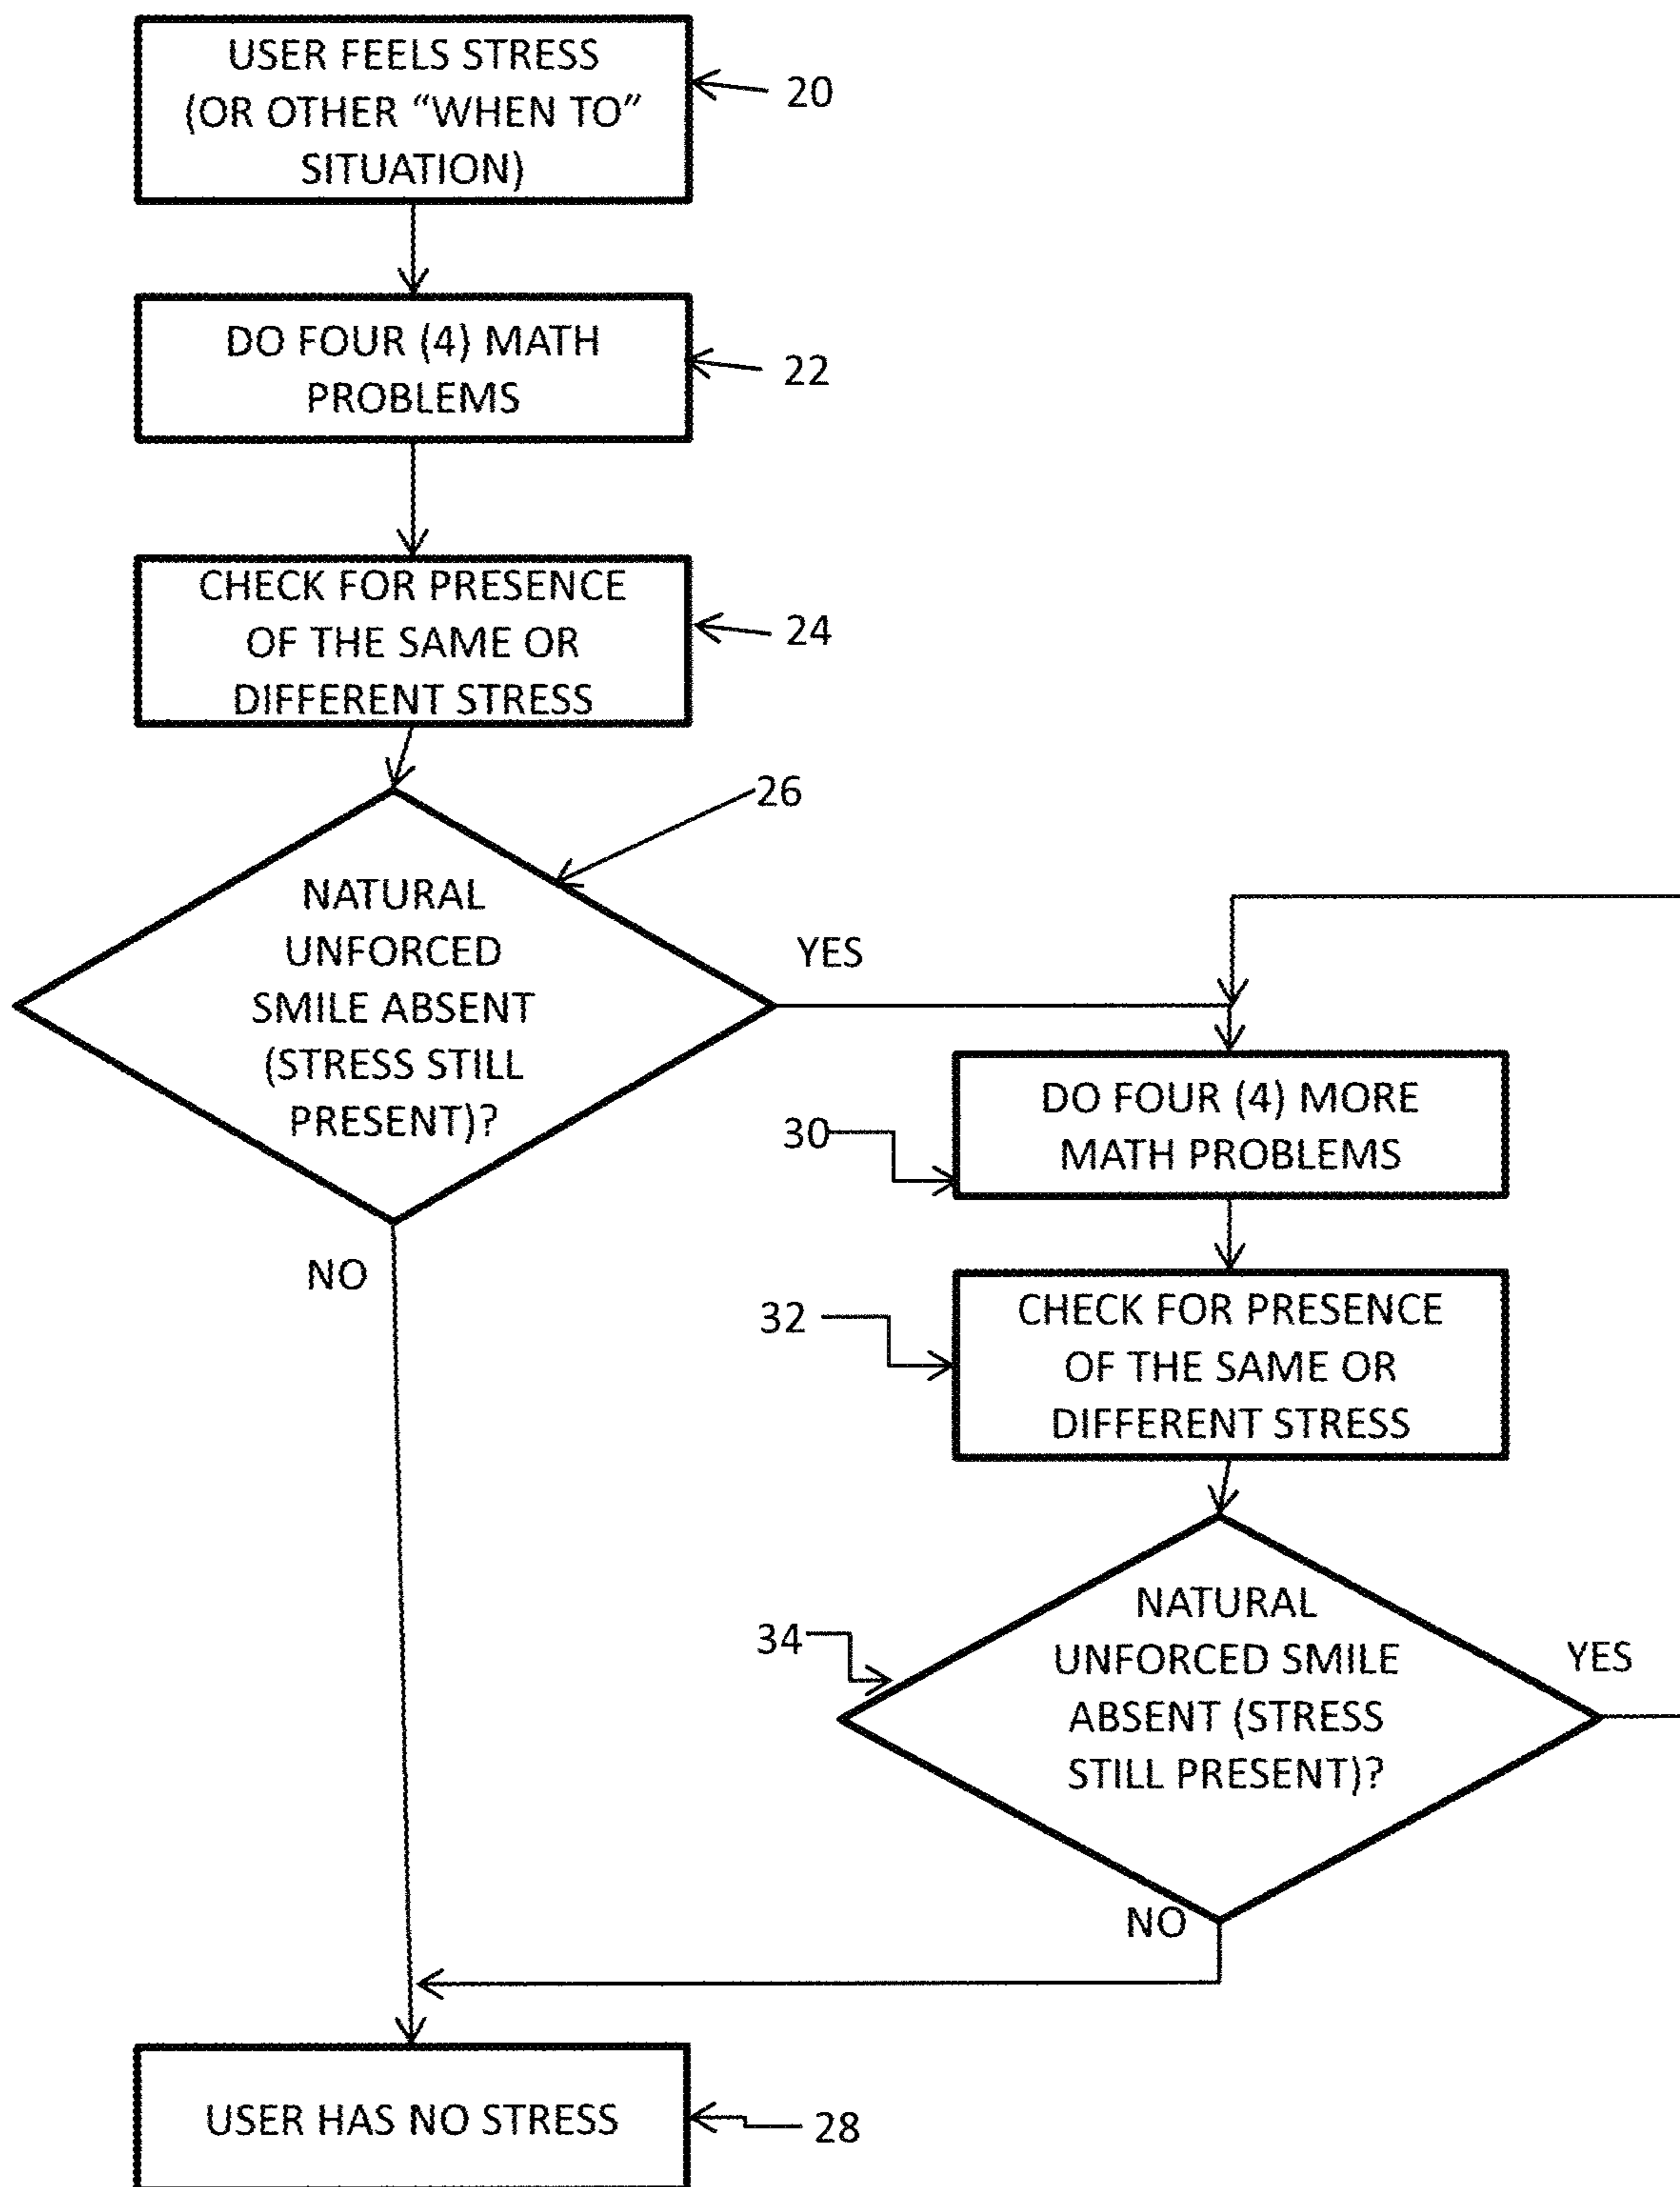 USER FEELS STRESS
(OR OTHER “WHEN TO”
SITUATION)
20
DO FOUR (4) MATH
PROBLEMS
22
CHECK FOR PRESENCE
OF THE SAME OR
DIFFERENT STRESS
24
26
NATURAL
UNFORCED
SMILE ABSENT
(STRESS STILL
PRESENT)?
YES
NO
DO FOUR (4) MORE
MATH PROBLEMS
30
CHECK FOR PRESENCE
OF THE SAME OR
DIFFERENT STRESS
32
NATURAL
UNFORCED SMILE
ABSENT (STRESS
STILL PRESENT)?
34
YES
NO
USER HAS NO STRESS
28